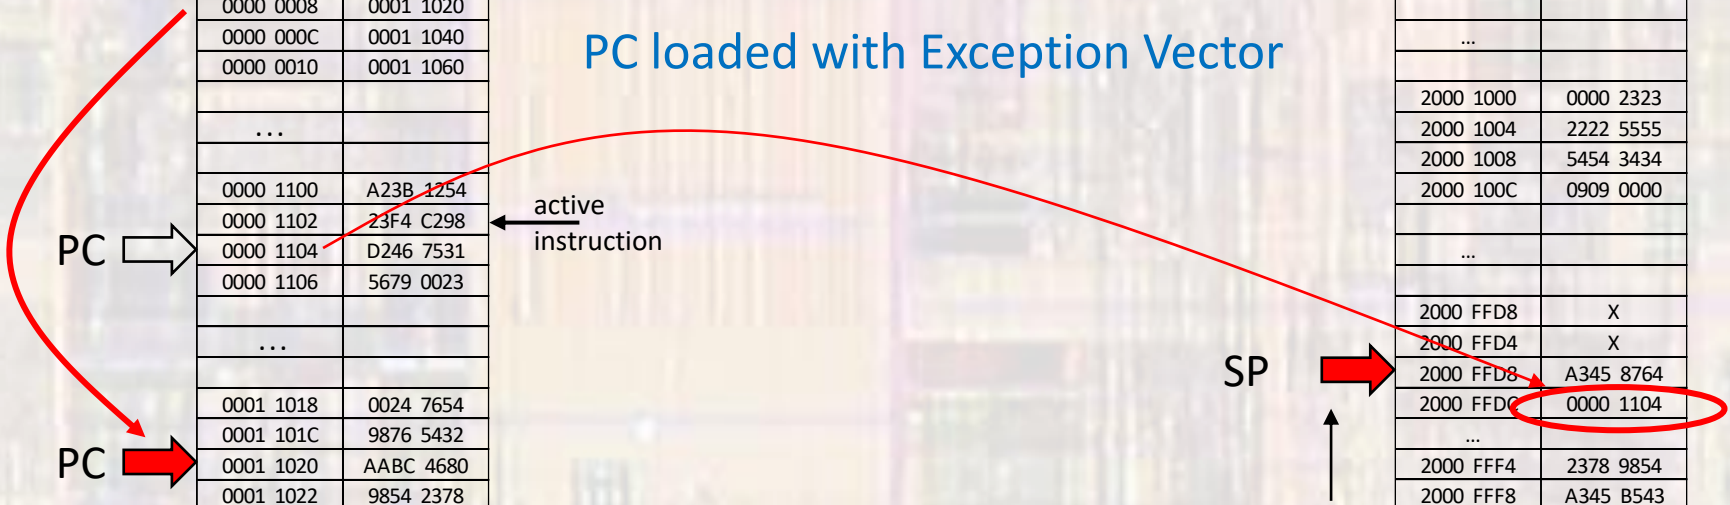 0000 0008 0001 1020
0000 000C 0001 1040
0000 0010 0001 1060
...
0000 1100 A23B 1254
0000 1102 23F4 C298
0000 1104 D246 7531
0000 1106 5679 0023
...
0001 1018 0024 7654
0001 101C 9876 5432
0001 1020 AABC 4680
0001 1022 9854 2378
PC
PC
PC loaded with Exception Vector
active
instruction
SP
...
2000 1000 0000 2323
2000 1004 2222 5555
2000 1008 5454 3434
2000 100C 0909 0000
...
2000 FFD8 X
2000 FFD4 X
2000 FFD8 A345 8764
2000 FFDC 0000 1104
...
2000 FFF4 2378 9854
2000 FFF8 A345 B543